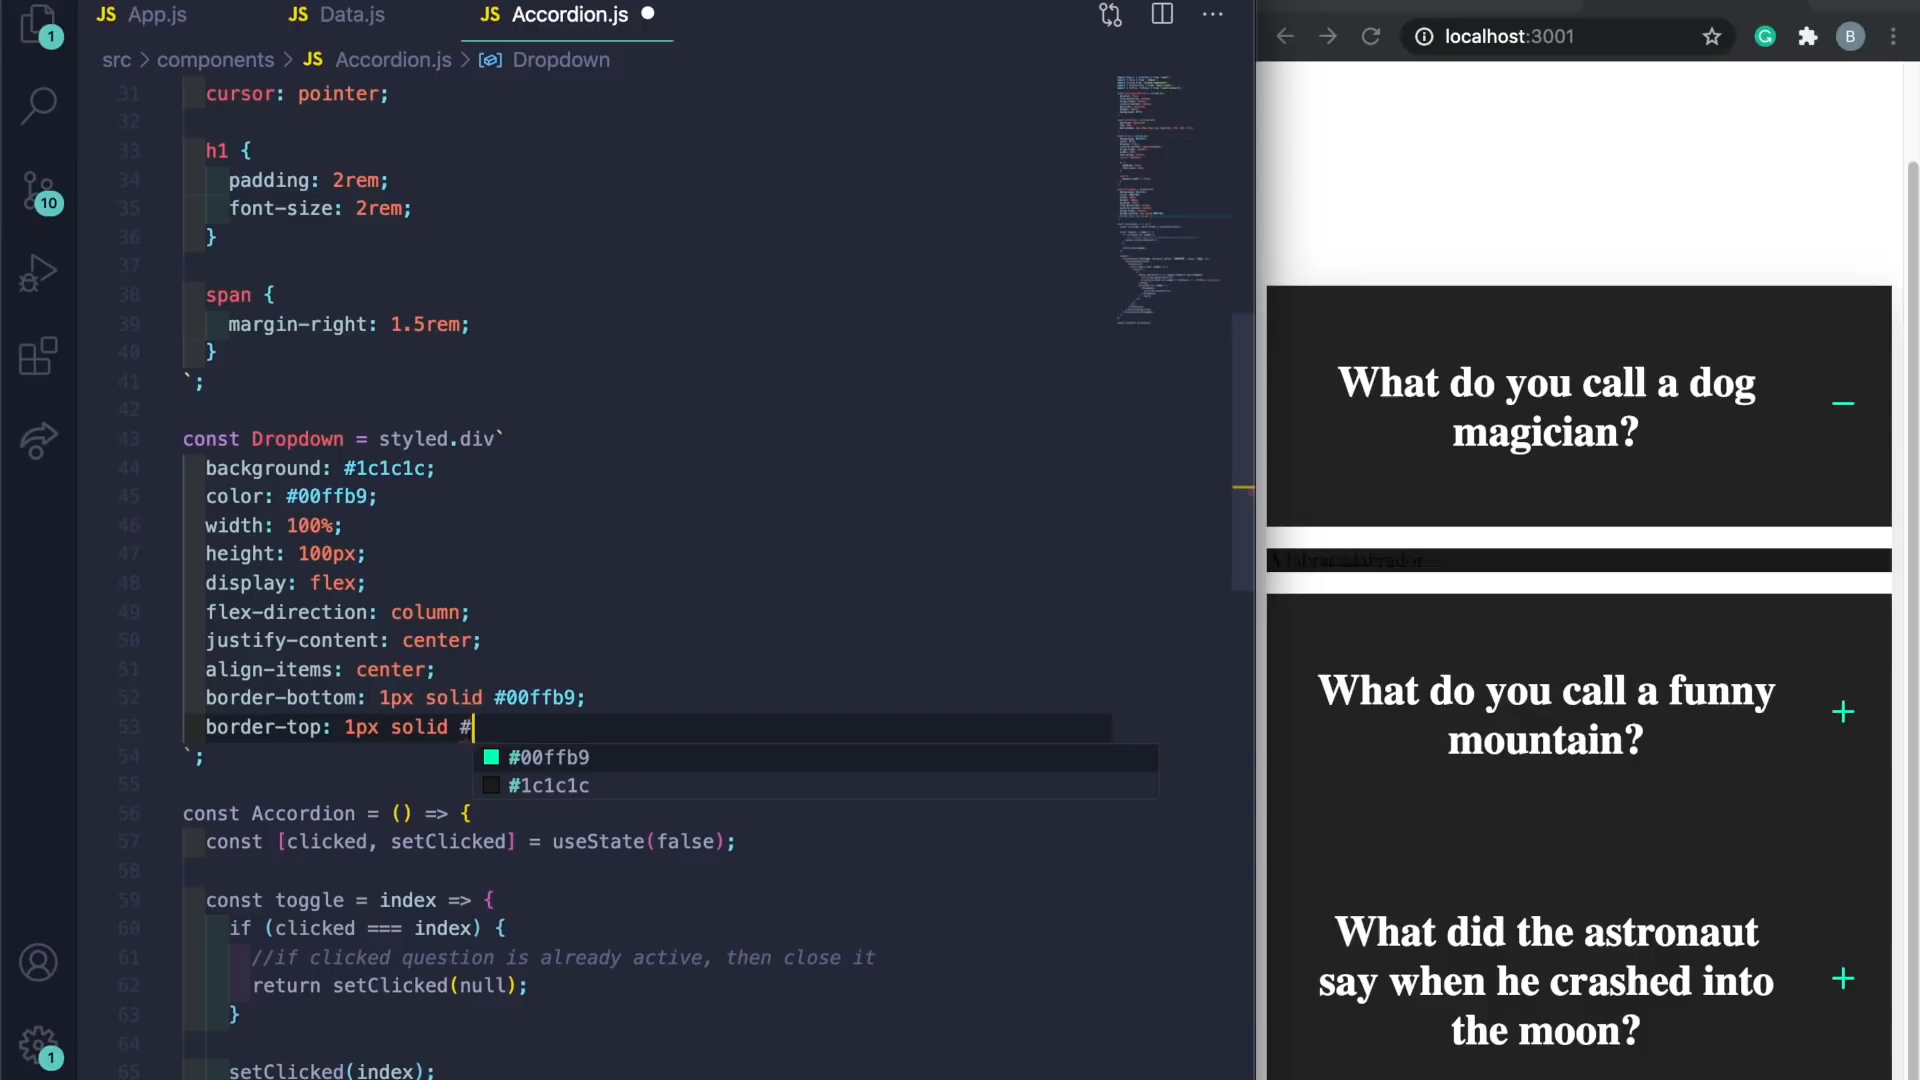 App.js
Data.js
Accordion.js
src > components > JS Accordion.js > Dropdown
31 cursor: pointer;
32
33 h1 {
34 padding: 2rem;
35 font-size: 2rem;
36 }
37
38 span {
39 margin-right: 1.5rem;
40 }
41 `;
42
43 const Dropdown = styled.div`
44 background: #1c1c1c;
45 color: #00ffb9;
46 width: 100%;
47 height: 100px;
48 display: flex;
49 flex-direction: column;
50 justify-content: center;
51 align-items: center;
52 border-bottom: 1px solid #00ffb9;
53 border-top: 1px solid #
#00ffb9
#1c1c1c
54 `;
55
56 const Accordion = () => {
57 const [clicked, setClicked] = useState(false);
58
59 const toggle = index => {
60 if (clicked === index) {
61 //if clicked question is already active, then close it
62 return setClicked(null);
63 }
64
65 setClicked(index);
1
10
1
localhost:3001
B
What do you call a dog
magician?
What do you call a funny
mountain?
What did the astronaut
say when he crashed into
the moon?